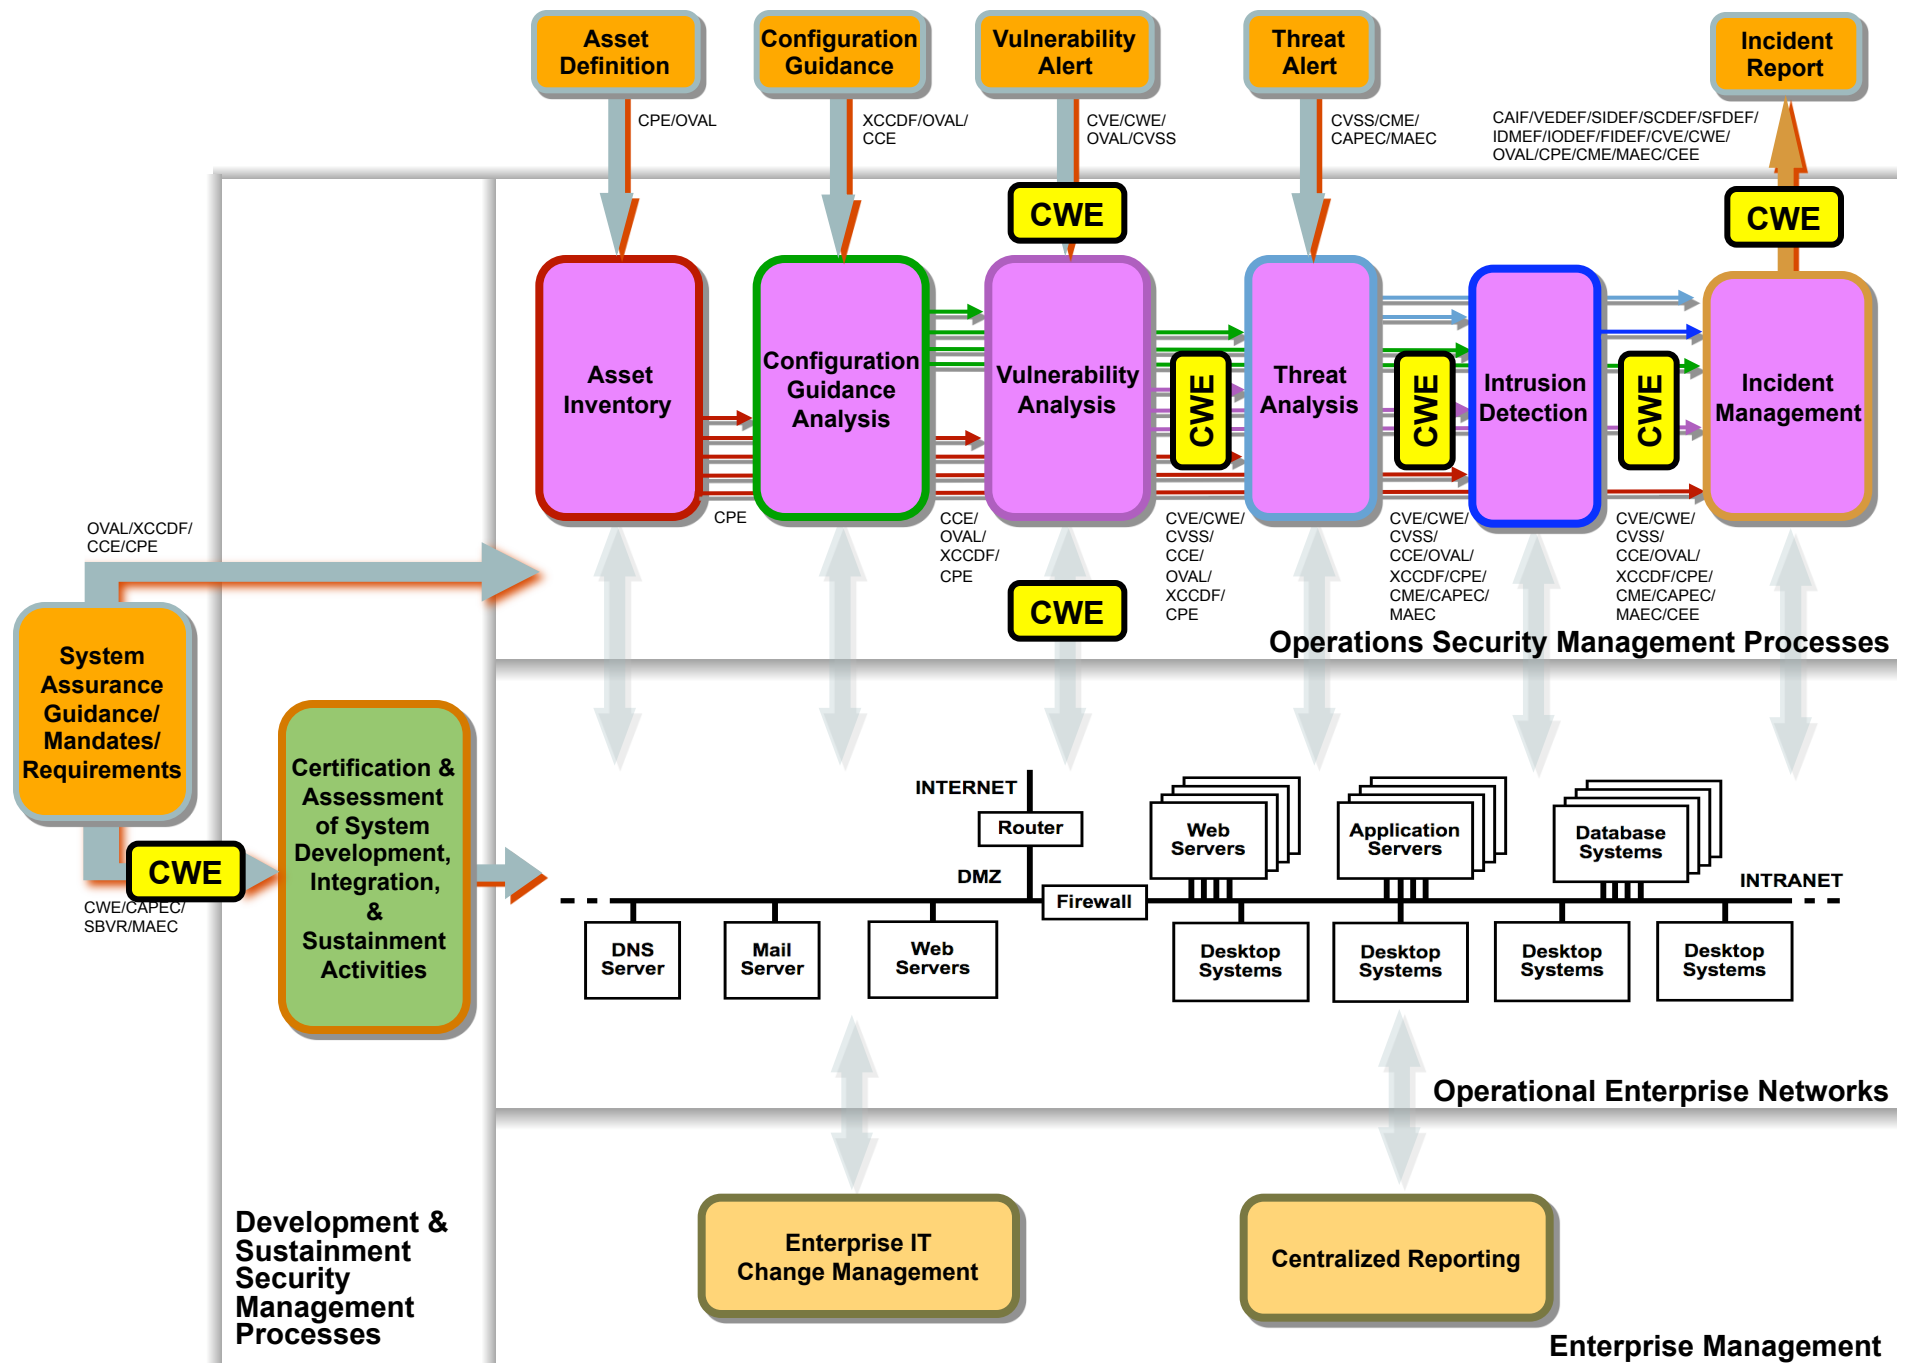 Asset
Definition
Configuration
Guidance
Vulnerability
Alert
Threat
Alert
Incident
Report
CPE/OVAL
XCCDF/OVAL/
CCE
CVE/CWE/
OVAL/CVSS
CVSS/CME/
CAPEC/MAEC
CAIF/VEDEF/SIDEF/SCDEF/SFDEF/
IDMEF/IODEF/FIDEF/CVE/CWE/
OVAL/CPE/CME/MAEC/CEE
CWE
CWE
Asset
Inventory
Configuration
Guidance
Analysis
Vulnerability
Analysis
CWE
Threat
Analysis
CWE
Intrusion
Detection
CWE
Incident
Management
CPE
CCE/
OVAL/
XCCDF/
CPE
CVE/CWE/
CVSS/
CCE/
OVAL/
XCCDF/
CPE
CVE/CWE/
CVSS/
CCE/OVAL/
XCCDF/CPE/
CME/CAPEC/
MAEC
CVE/CWE/
CVSS/
CCE/OVAL/
XCCDF/CPE/
CME/CAPEC/
MAEC/CEE
CWE
Operations Security Management Processes
OVAL/XCCDF/
CCE/CPE
System
Assurance
Guidance/
Mandates/
Requirements
CWE
CWE/CAPEC/
SBVR/MAEC
Certification &
Assessment
of System
Development,
Integration,
&
Sustainment
Activities
INTERNET
Router
DMZ
Firewall
Web
Servers
Application
Servers
Database
Systems
INTRANET
DNS
Server
Mail
Server
Web
Servers
Desktop
Systems
Desktop
Systems
Desktop
Systems
Desktop
Systems
Operational Enterprise Networks
Development &
Sustainment
Security
Management
Processes
Enterprise IT
Change Management
Centralized Reporting
Enterprise Management